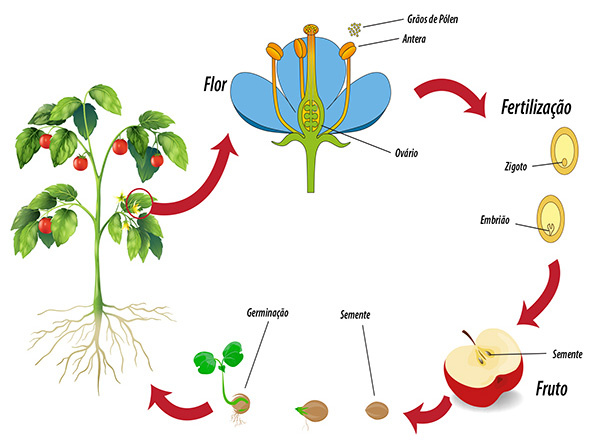 Grãos de Pólen
Antera
Flor
Ovário
Fertilização
Zigoto
Embrião
Germinação
Semente
Semente
Fruto